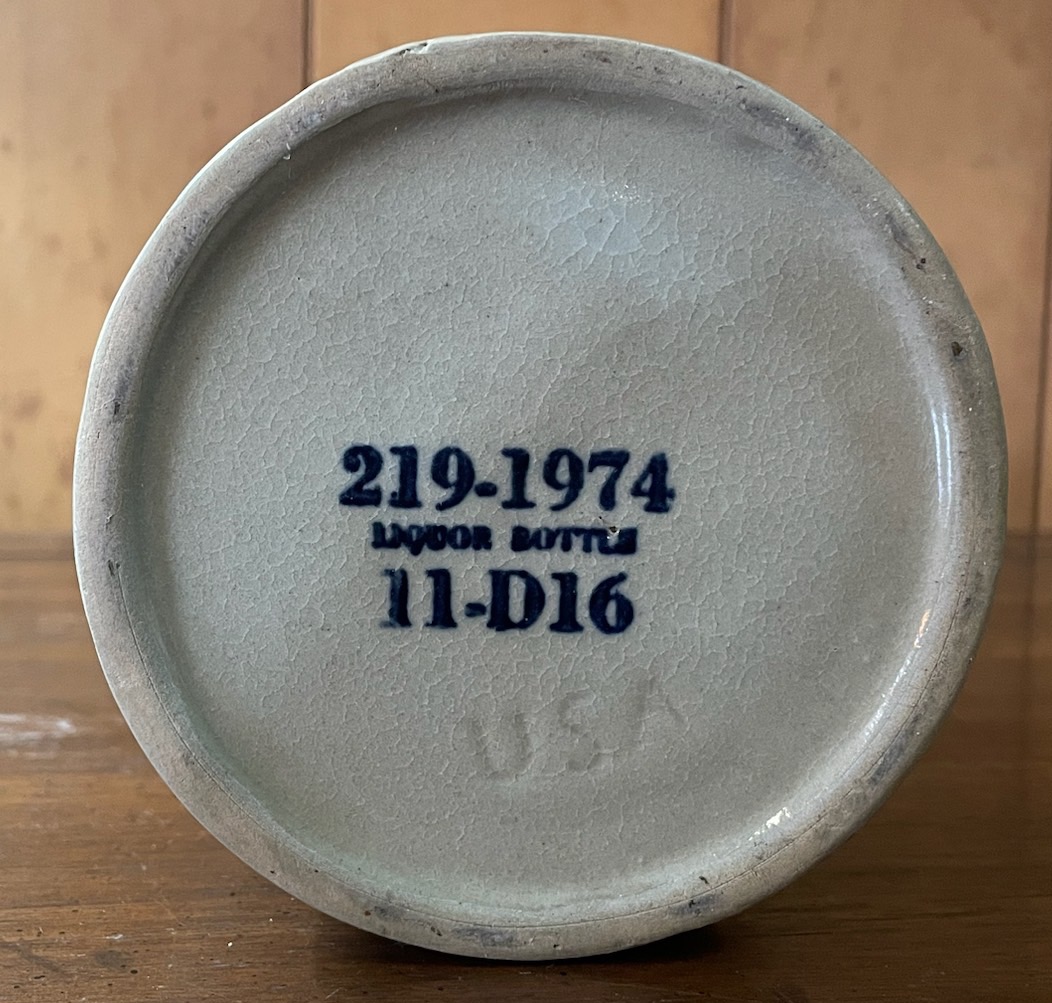 219-1974
LIQUOR BOTTLE
11-D16
USA